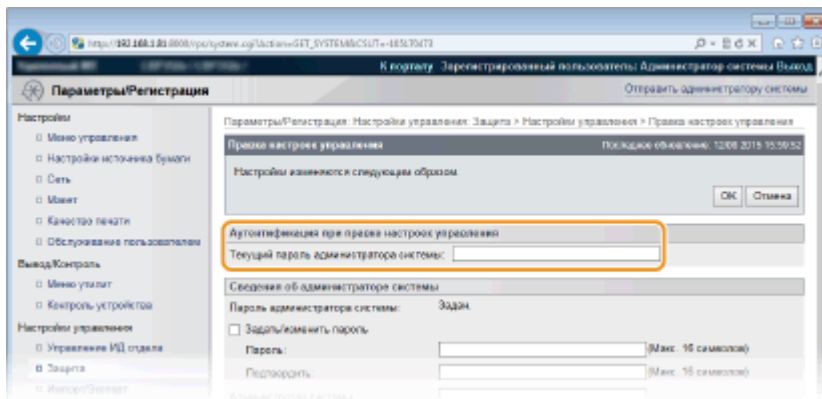 К порталу Зарегистрированный пользователь: Администратор системы Выход
Параметры/Регистрация
Отправить администратору системы
Настройки
Меню управления
Настройки источника бумаги
Сеть
Макет
Качество печати
Обслуживание пользователем
Вывод/Контроль
Меню утилит
Контроль устройства
Настройки управления
Управление ИД отдела
Защита
Импорт/Экспорт
Параметры/Регистрация: Настройки управления: Защита > Настройки управления > Правка настроек управления
Правка настроек управления
Последнее обновление: 12/08 2015 15:59:52
Настройки изменяются следующим образом.
OK Отмена
Аутентификация при правке настроек управления
Текущий пароль администратора системы:
Сведения об администраторе системы
Пароль администратора системы: Задан.
Задать/изменить пароль
Пароль: (Макс. 16 символов)
Подтвердить: (Макс. 16 символов)